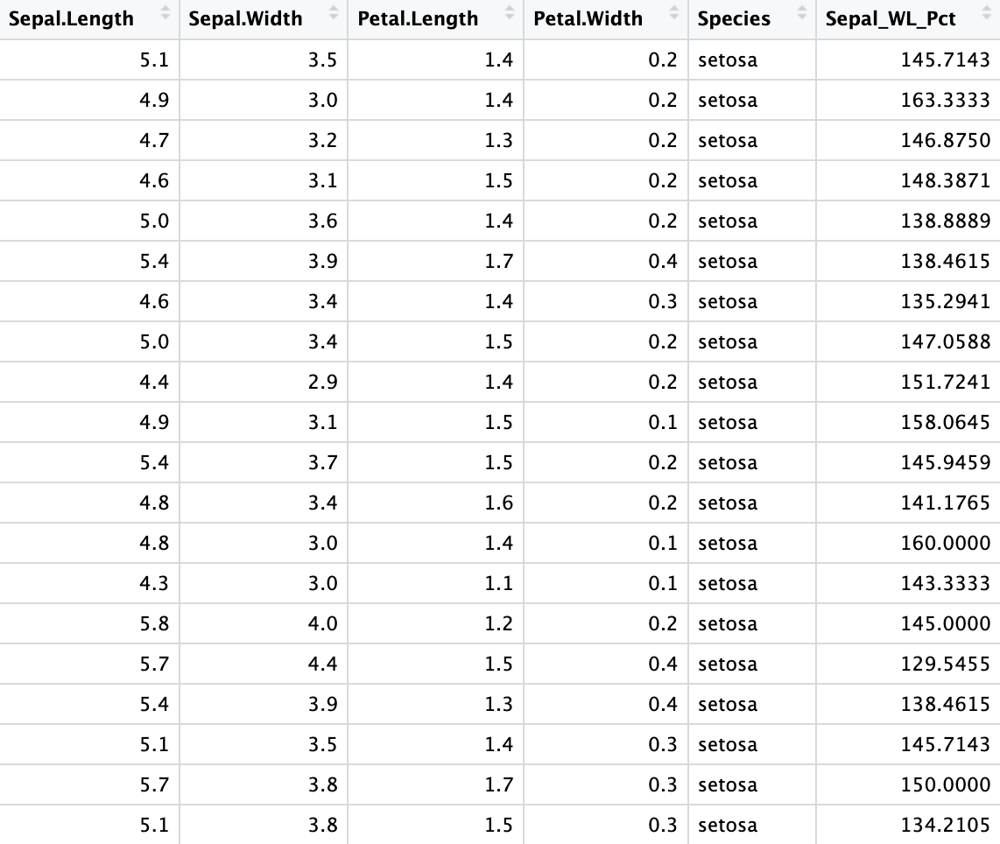 Sepal.Length Sepal.Width Petal.Length Petal.Width Species Sepal_WL_Pct
5.1 3.5 1.4 0.2 setosa 145.7143
4.9 3.0 1.4 0.2 setosa 163.3333
4.7 3.2 1.3 0.2 setosa 146.8750
4.6 3.1 1.5 0.2 setosa 148.3871
5.0 3.6 1.4 0.2 setosa 138.8889
5.4 3.9 1.7 0.4 setosa 138.4615
4.6 3.4 1.4 0.3 setosa 135.2941
5.0 3.4 1.5 0.2 setosa 147.0588
4.4 2.9 1.4 0.2 setosa 151.7241
4.9 3.1 1.5 0.1 setosa 158.0645
5.4 3.7 1.5 0.2 setosa 145.9459
4.8 3.4 1.6 0.2 setosa 141.1765
4.8 3.0 1.4 0.1 setosa 160.0000
4.3 3.0 1.1 0.1 setosa 143.3333
5.8 4.0 1.2 0.2 setosa 145.0000
5.7 4.4 1.5 0.4 setosa 129.5455
5.4 3.9 1.3 0.4 setosa 138.4615
5.1 3.5 1.4 0.3 setosa 145.7143
5.7 3.8 1.7 0.3 setosa 150.0000
5.1 3.8 1.5 0.3 setosa 134.2105